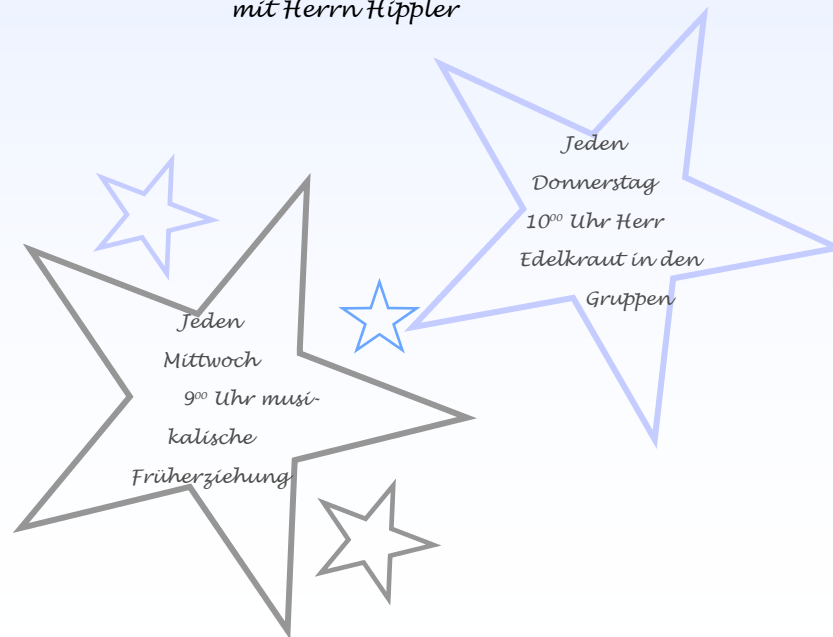 mit Herrn Hippler
Jeden
Donnerstag
10⁰⁰ Uhr Herr
Edelkraut in den
Gruppen
Jeden
Mittwoch
9⁰⁰ Uhr musi-
kalische
Früherziehung